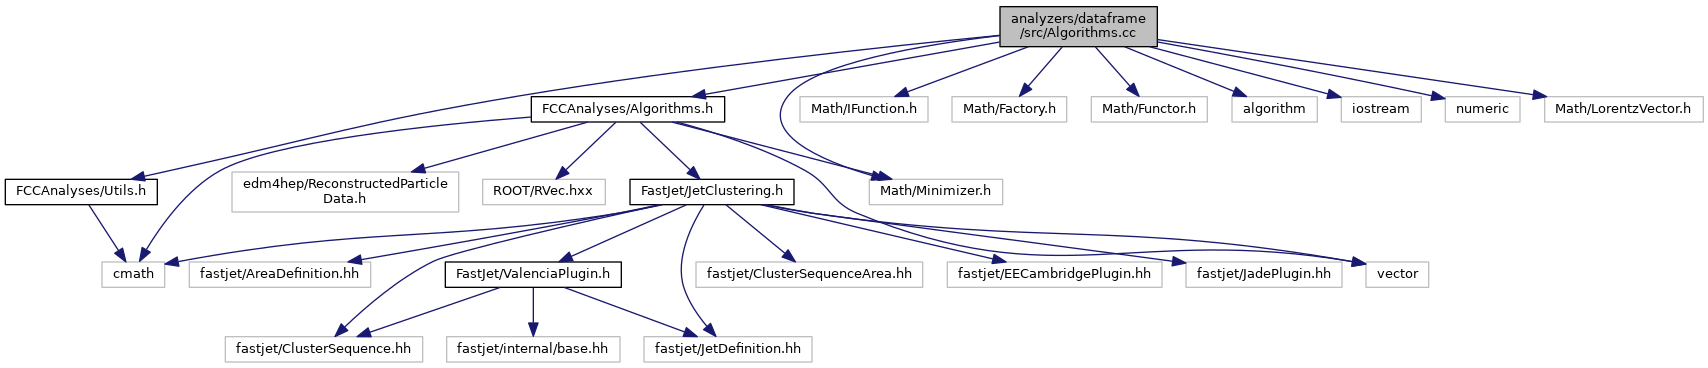 analyzers/dataframe
/src/Algorithms.cc
FCCAnalyses/Algorithms.h
Math/IFunction.h
Math/Factory.h
Math/Functor.h
algorithm
iostream
numeric
Math/LorentzVector.h
FCCAnalyses/Utils.h
edm4hep/ReconstructedParticle
Data.h
ROOT/RVec.hxx
FastJet/JetClustering.h
Math/Minimizer.h
cmath
fastjet/AreaDefinition.hh
FastJet/ValenciaPlugin.h
fastjet/ClusterSequenceArea.hh
fastjet/EECambridgePlugin.hh
fastjet/JadePlugin.hh
vector
fastjet/ClusterSequence.hh
fastjet/internal/base.hh
fastjet/JetDefinition.hh